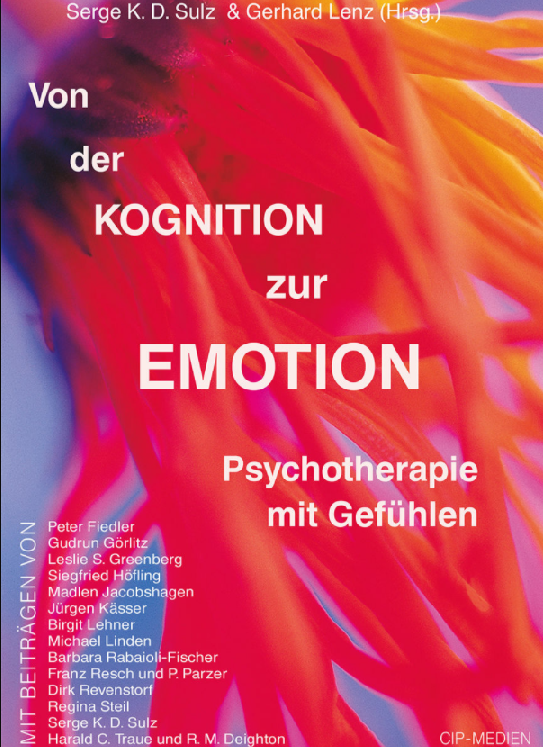 Serge K. D. Sulz & Gerhard Lenz (Hrsg.)
Von
der
KOGNITION
zur
EMOTION
Psychotherapie
mit Gefühlen
MIT BEITRÄGEN VON
Peter Fiedler
Gudrun Görlitz
Leslie S. Greenberg
Siegfried Höfling
Madlen Jacobshagen
Jürgen Kässer
Birgit Lehner
Michael Linden
Barbara Rabaioli-Fischer
Franz Resch und P. Parzer
Dirk Revenstorf
Regina Steil
Serge K. D. Sulz
Harald C. Traue und R. M. Deighton
CIP-MEDIEN